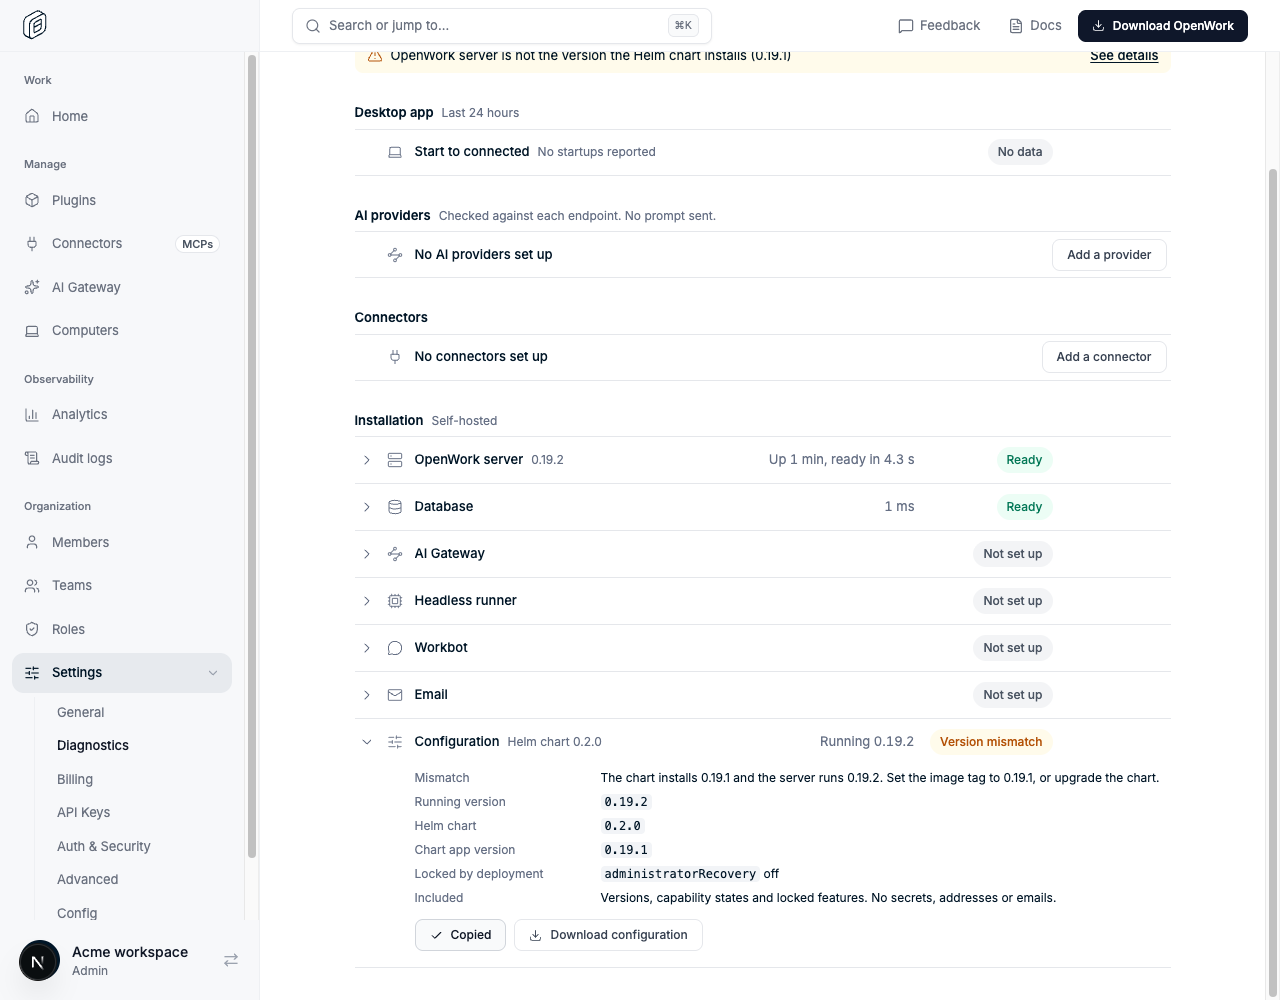 Search or jump to...
⌘K
Feedback
Docs
Download OpenWork
Work
Home
Manage
Plugins
Connectors
MCPs
AI Gateway
Computers
Observability
Analytics
Audit logs
Organization
Members
Teams
Roles
Settings
General
Diagnostics
Billing
API Keys
Auth & Security
Advanced
Config
N
Acme workspace
Admin
OpenWork server is not the version the Helm chart installs (0.19.1)
See details
Desktop app Last 24 hours
Start to connected No startups reported
No data
AI providers Checked against each endpoint. No prompt sent.
No AI providers set up
Add a provider
Connectors
No connectors set up
Add a connector
Installation Self-hosted
OpenWork server 0.19.2
Up 1 min, ready in 4.3 s
Ready
Database
1 ms
Ready
AI Gateway
Not set up
Headless runner
Not set up
Workbot
Not set up
Email
Not set up
Configuration Helm chart 0.2.0
Running 0.19.2
Version mismatch
Mismatch
The chart installs 0.19.1 and the server runs 0.19.2. Set the image tag to 0.19.1, or upgrade the chart.
Running version
0.19.2
Helm chart
0.2.0
Chart app version
0.19.1
Locked by deployment
administratorRecovery off
Included
Versions, capability states and locked features. No secrets, addresses or emails.
Copied
Download configuration